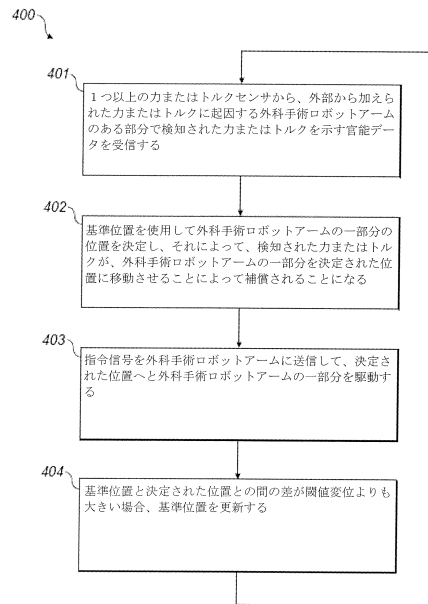 400
401
１つ以上の力またはトルクセンサから、外部から加えら
れた力またはトルクに起因する外科手術ロボットアーム
のある部分で検知された力またはトルクを示す官能デー
タを受信する
402
基準位置を使用して外科手術ロボットアームの一部分の
位置を決定し、それによって、検知された力またはトル
クが、外科手術ロボットアームの一部分を決定された位
置に移動させることによって補償されることになる
403
指令信号を外科手術ロボットアームに送信して、決定
された位置へと外科手術ロボットアームの一部分を駆動す
る
404
基準位置と決定された位置との間の差が閾値変位よりも
大きい場合、基準位置を更新する